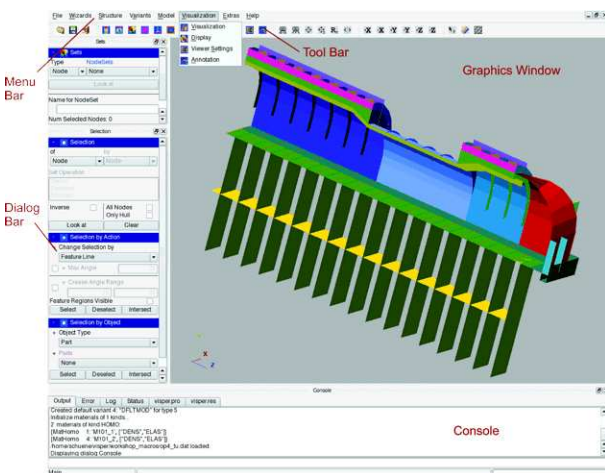 File Wizards Structure Variants Model Visualization Extras Help
Visualization
Display
Viewer Settings
Annotation
Tool Bar
Graphics Window
Menu
Bar
Dialog
Bar
Sets
Sets
Type NodeSets
Node None
Look at
Name for NodeSet
Num Selected Nodes: 0
Selection
Selection
of by
Node Node
Set Operation
Inverse All Nodes
Only Hull
Look at Clear
Selection by Action
Change Selection by
Feature Line
Max Angle
Crease Angle Range
Feature Regions Visible
Select Deselect Intersect
Selection by Object
Object Type
Part
Parts
None
Select Deselect Intersect
X
Z
Console
Output Error Log Status visper.pro visper.res
Created default variant 4: "DFLTMOD" for type 5
Initialize materials of 1 kinds.
2 materials of kind HOMO:
[MatHomo 1 'M101_1', ["DENS","ELAS"]]
[MatHomo 4 'M101_2', ["DENS","ELAS"]]
Displaying dialog Console
Console
Main